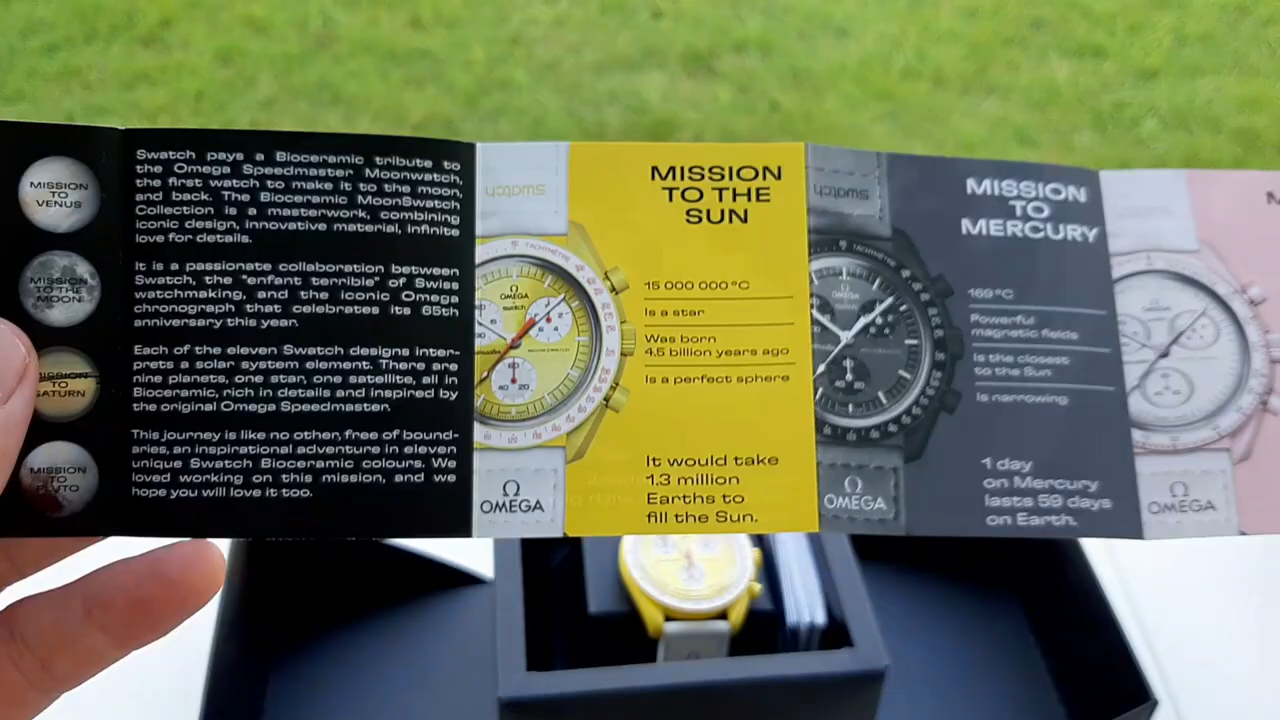 MISSION
TO
VENUS
MISSION
TO THE
MOON
MISSION
TO
SATURN
MISSION
TO
PLUTO
Swatch pays a Bioceramic tribute to
the Omega Speedmaster Moonwatch,
the first watch to make it to the moon,
and back. The Bioceramic MoonSwatch
Collection is a masterwork, combining
iconic design, innovative material, infinite
love for details.
It is a passionate collaboration between
Swatch, the "enfant terrible" of Swiss
watchmaking, and the iconic Omega
chronograph that celebrates its 65th
anniversary this year.
Each of the eleven Swatch designs inter-
prets a solar system element. There are
nine planets, one star, one satellite, all in
Bioceramic, rich in details and inspired by
the original Omega Speedmaster.
This journey is like no other, free of bound-
aries, an inspirational adventure in eleven
unique Swatch Bioceramic colours. We
loved working on this mission, and we
hope you will love it too.
swatch
TACHYMÈTRE
Ω
OMEGA
swatch
60
40 20
Ω
OMEGA
MISSION
TO THE
SUN
15 000 000°C
Is a star
Was born
4.5 billion years ago
Is a perfect sphere
It would take
1.3 million
Earths to
fill the Sun.
swatch
TACHYMÈTRE
OMEGA
Ω
OMEGA
MISSION
TO
MERCURY
169°C
Powerful
magnetic fields
Is the closest
to the Sun
Is narrowing
1 day
on Mercury
lasts 59 days
on Earth.
Ω
OMEGA
M
Ω